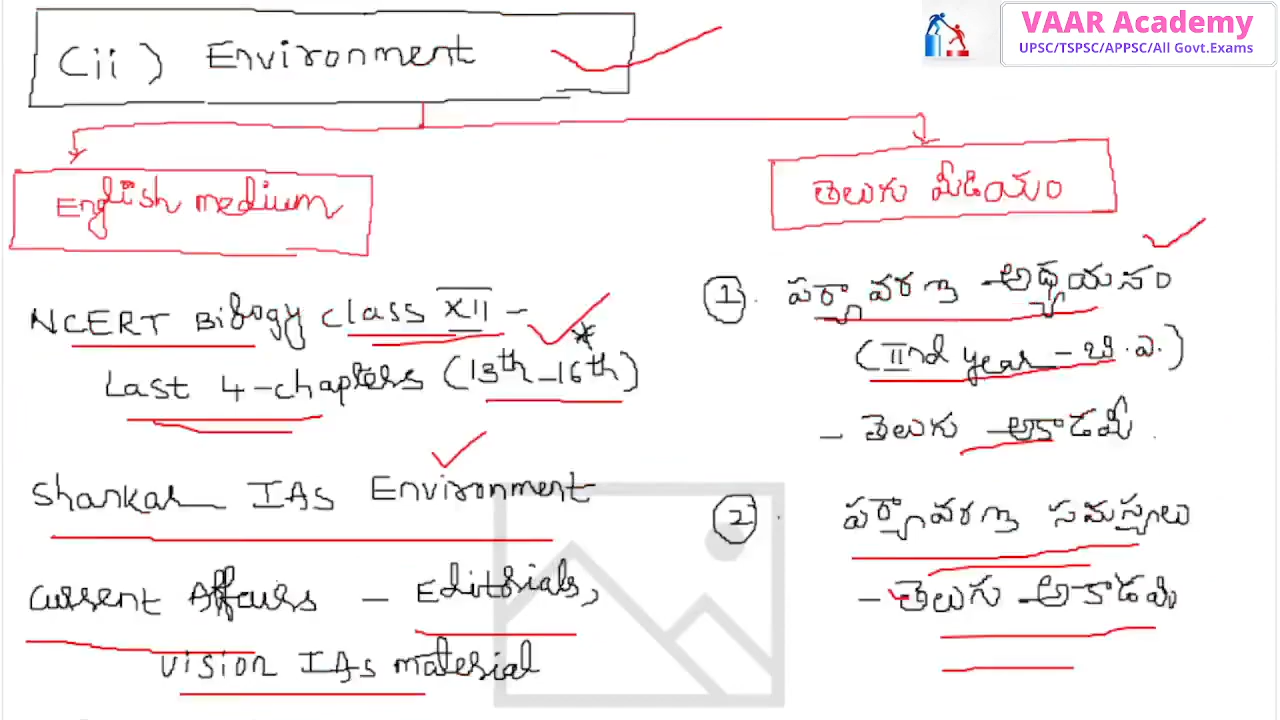 VAAR Academy
UPSC/TSPSC/APPSC/All Govt.Exams
(ii) Environment
English medium
NCERT Biology class XII -
Last 4-chapters (13th-16th)
Shankar IAS Environment
Current Affairs - Editorials,
vision IAS material
తెలుగు మీడియం
1. పర్యావరణ అధ్యయనం
(IInd year - బి.ఎ.)
- తెలుగు అకాడమీ
2. పర్యావరణ సమస్యలు
- తెలుగు అకాడమి